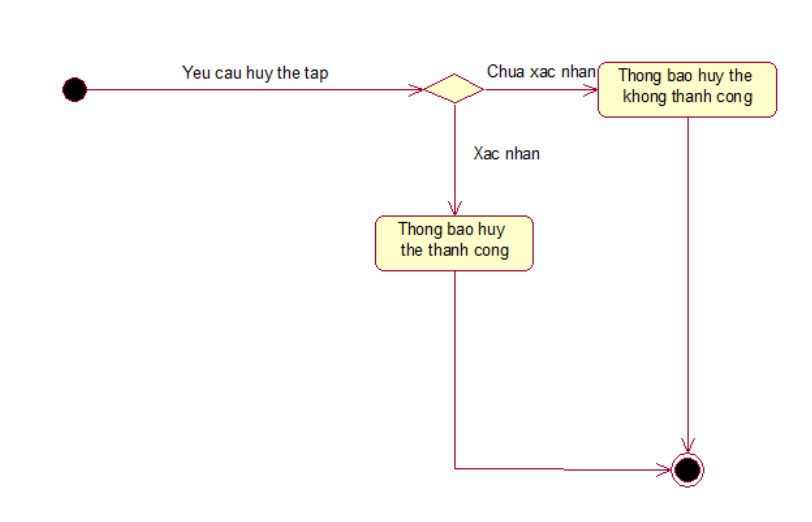 Yeu cau huy the tap
Chua xac nhan
Thong bao huy the
khong thanh cong
Xac nhan
Thong bao huy
the thanh cong